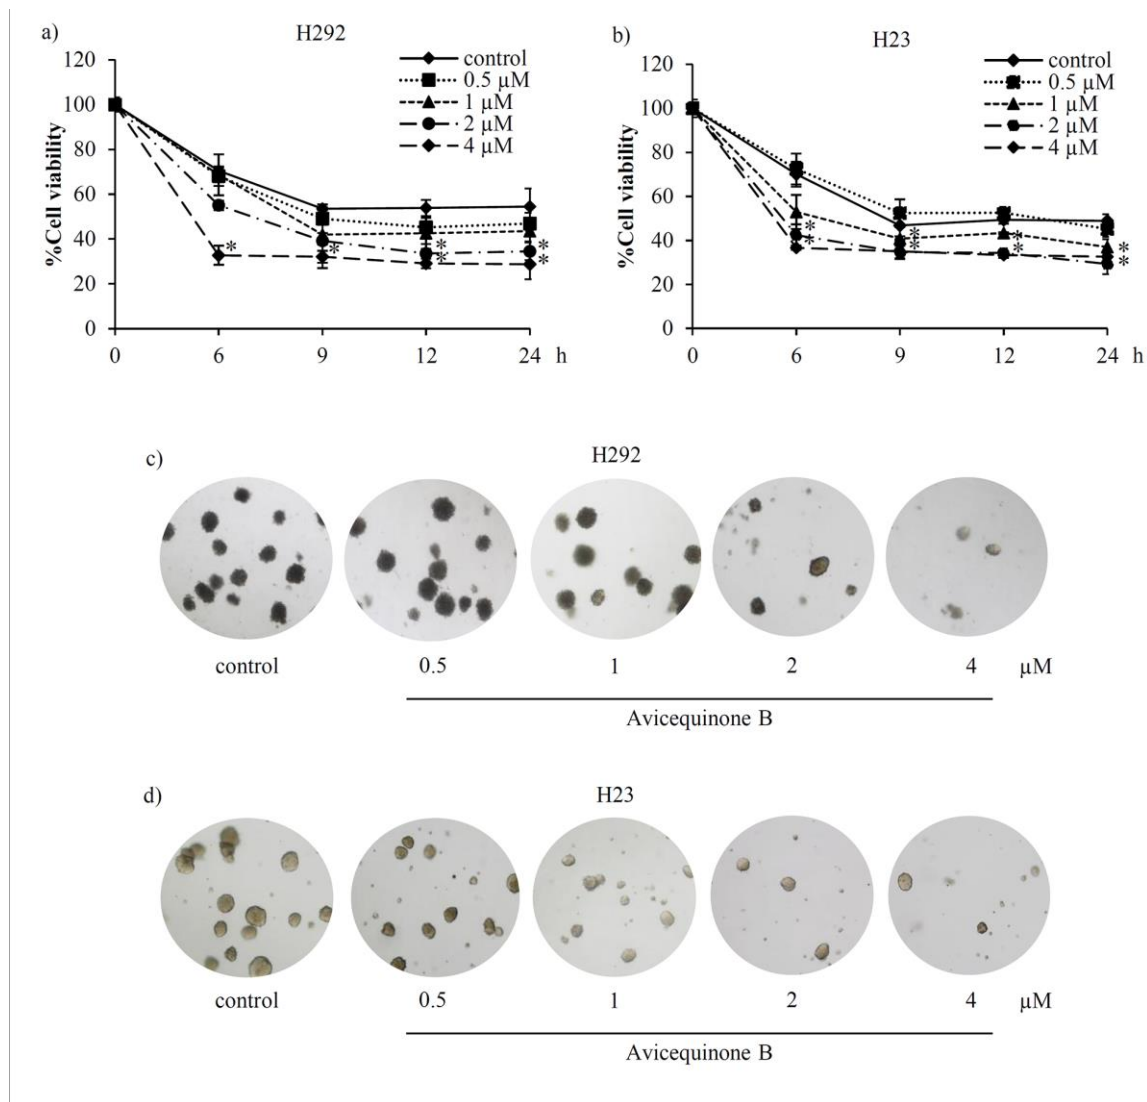 a)
H292
control
0.5 µM
1 µM
2 µM
4 µM
%Cell viability
120
100
80
60
40
20
0
* * * * * *
0 6 9 12 24 h
b)
H23
control
0.5 µM
1 µM
2 µM
4 µM
%Cell viability
120
100
80
60
40
20
0
* * * * * * * *
0 6 9 12 24 h
c)
H292
control 0.5 1 2 4 µM
Avicequinone B
d)
H23
control 0.5 1 2 4 µM
Avicequinone B